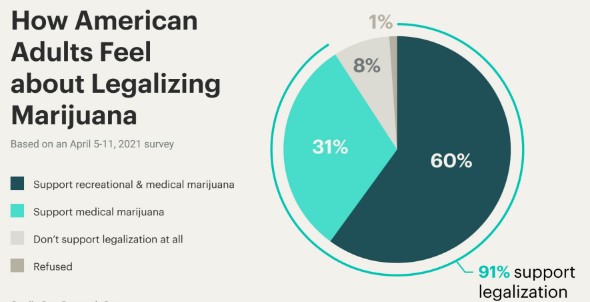 How American
Adults Feel
about Legalizing
Marijuana
Based on an April 5-11, 2021 survey
Support recreational & medical marijuana
Support medical marijuana
Don't support legalization at all
Refused
1%
8%
31%
60%
91% support
legalization